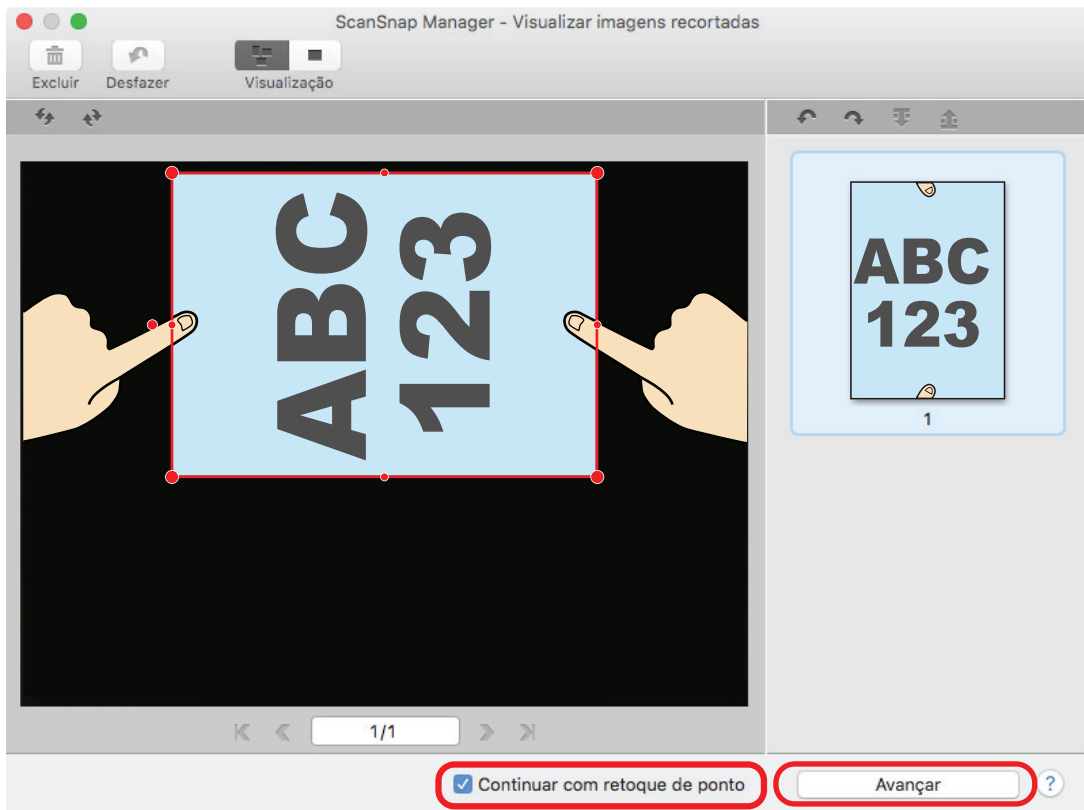 ScanSnap Manager - Visualizar imagens recortadas
Excluir Desfazer Visualização
ABC
123
ABC
123
1
1/1
Continuar com retoque de ponto Avançar ?